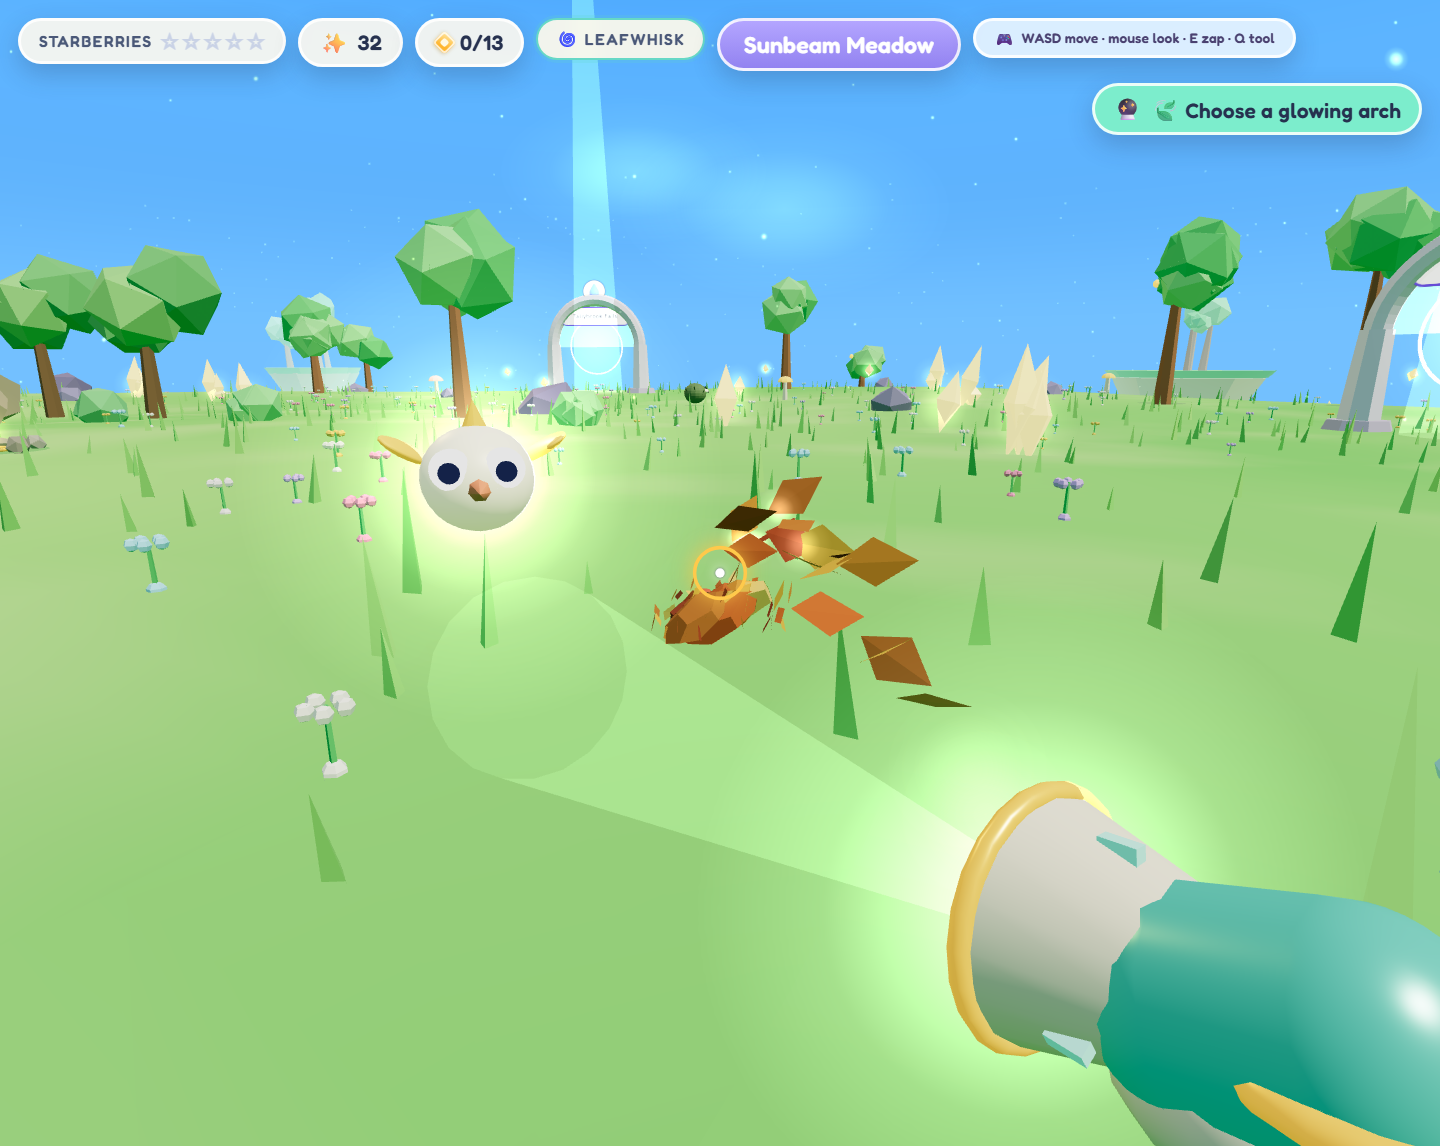 STARBERRIES
32
0/13
LEAFWHISK
Sunbeam Meadow
WASD move · mouse look · E zap · Q tool
Choose a glowing arch